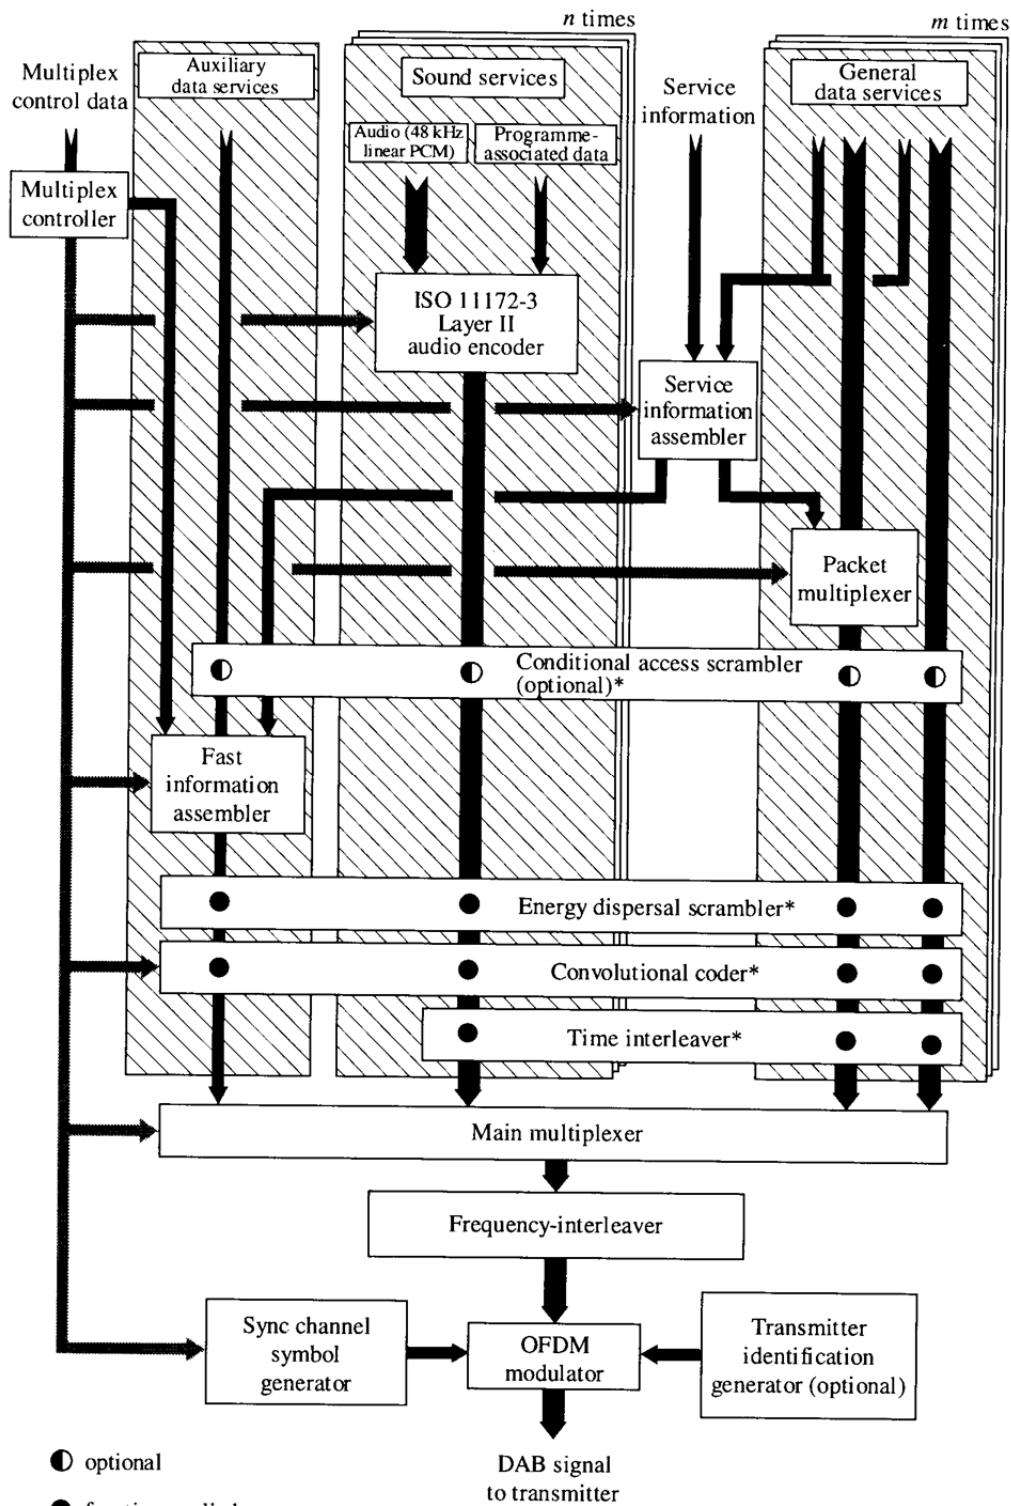 n times
m times
Multiplex
control data
Auxiliary
data services
Sound services
Service
information
General
data services
Audio (48 kHz
linear PCM)
Programme-
associated data
Multiplex
controller
ISO 11172-3
Layer II
audio encoder
Service
information
assembler
Packet
multiplexer
Conditional access scrambler
(optional)*
Fast
information
assembler
Energy dispersal scrambler*
Convolutional coder*
Time interleaver*
Main multiplexer
Frequency-interleaver
Sync channel
symbol
generator
OFDM
modulator
Transmitter
identification
generator (optional)
optional
DAB signal
to transmitter